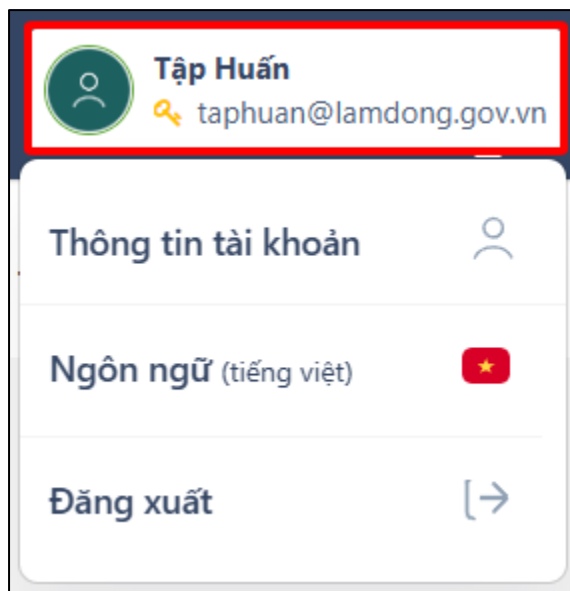 Tập Huấn
taphuan@lamdong.gov.vn
Thông tin tài khoản
Ngôn ngữ (tiếng việt)
Đăng xuất